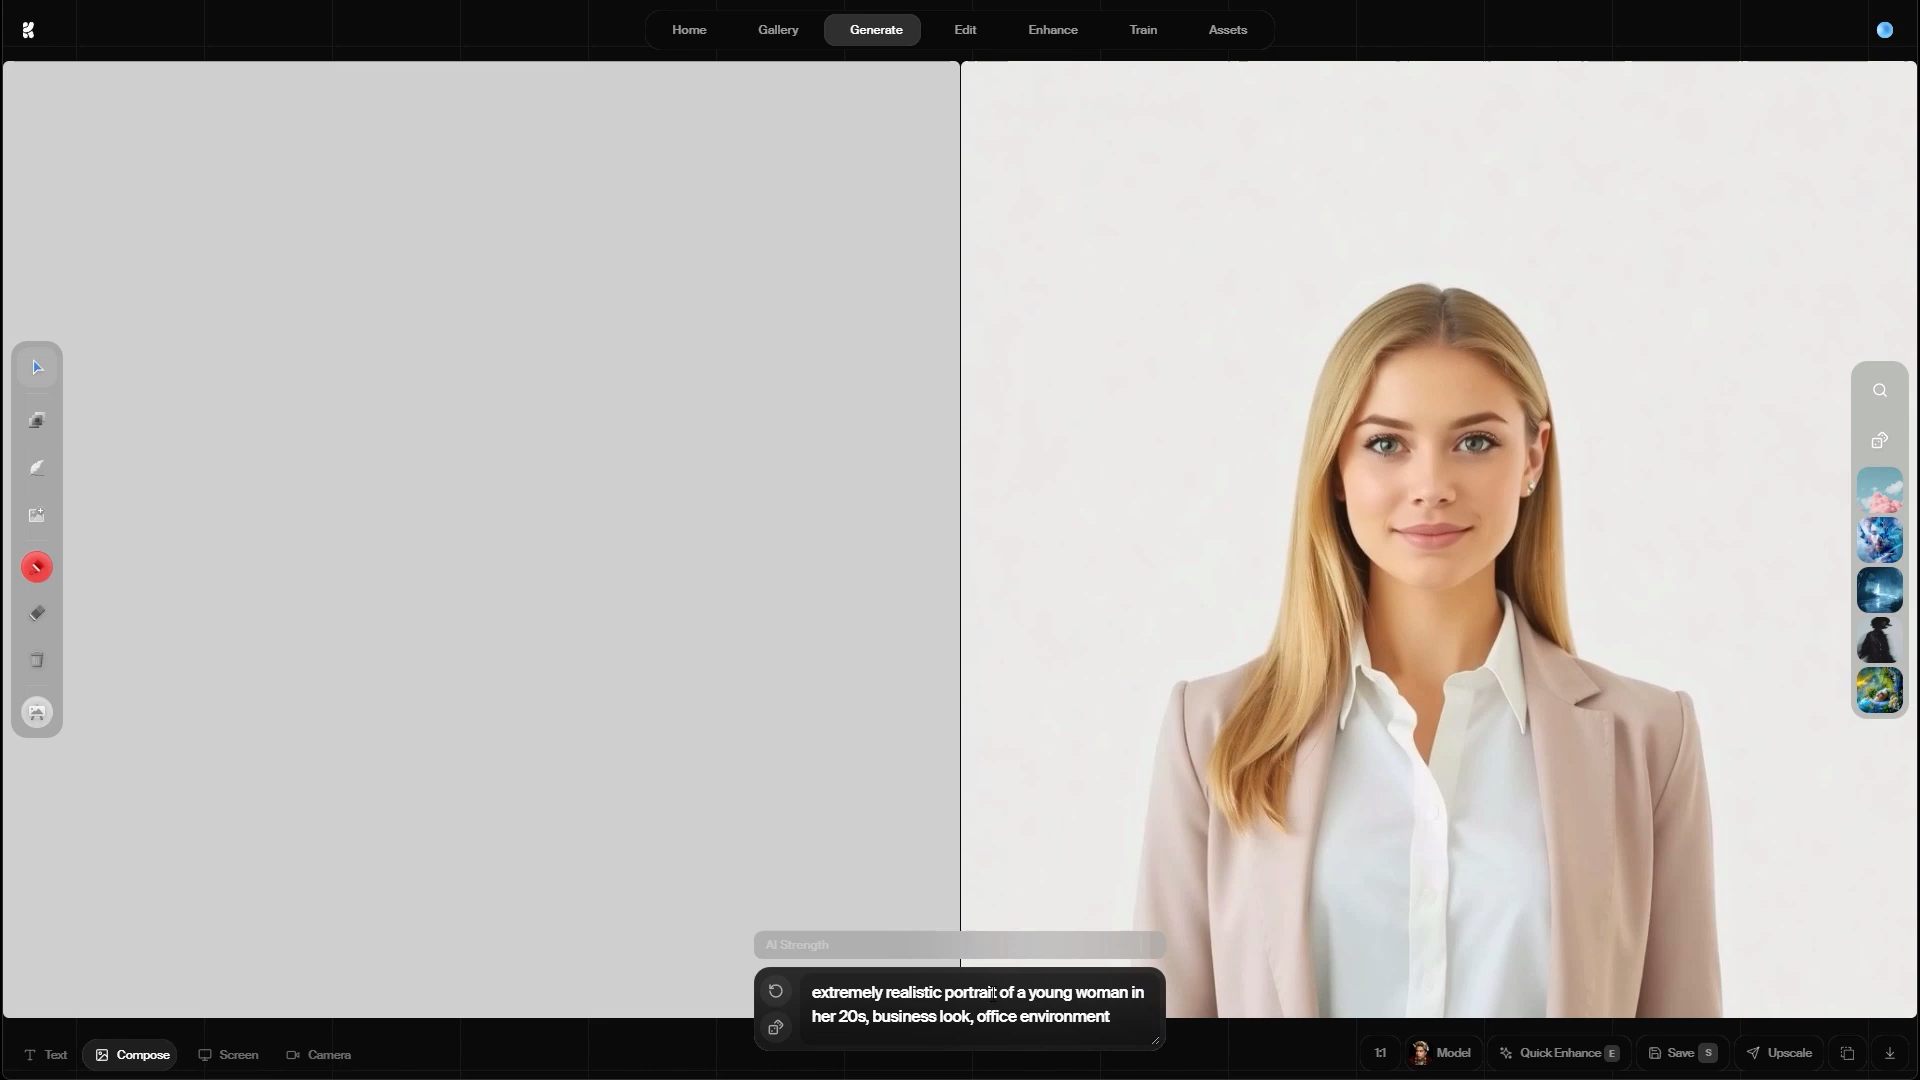 Home
Gallery
Generate
Edit
Enhance
Train
Assets
AI Strength
extremely realistic portrait of a young woman in
her 20s, business look, office environment
Text
Compose
Screen
Camera
1:1
Model
Quick Enhance E
Save S
Upscale